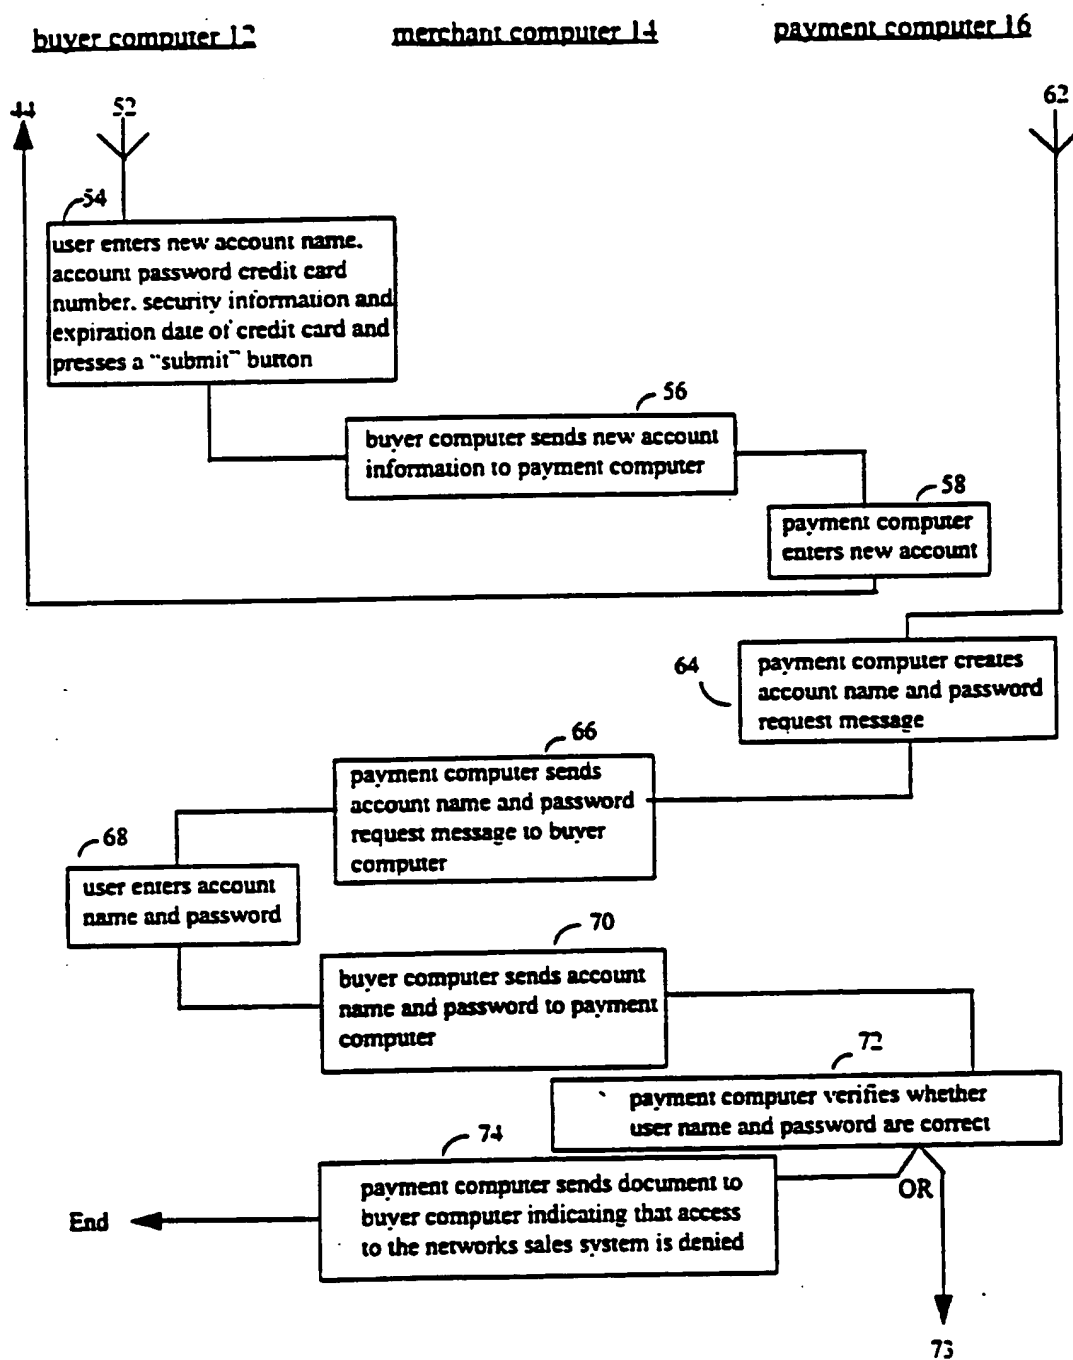 buyer computer 12
merchant computer 14
payment computer 16
44
52
62
54
user enters new account name.
account password credit card
number. security information and
expiration date of credit card and
presses a "submit" button
56
buyer computer sends new account
information to payment computer
58
payment computer
enters new account
64
payment computer creates
account name and password
request message
66
payment computer sends
account name and password
request message to buyer
computer
68
user enters account
name and password
70
buyer computer sends account
name and password to payment
computer
72
payment computer verifies whether
user name and password are correct
74
payment computer sends document to
buyer computer indicating that access
to the networks sales system is denied
End
OR
73